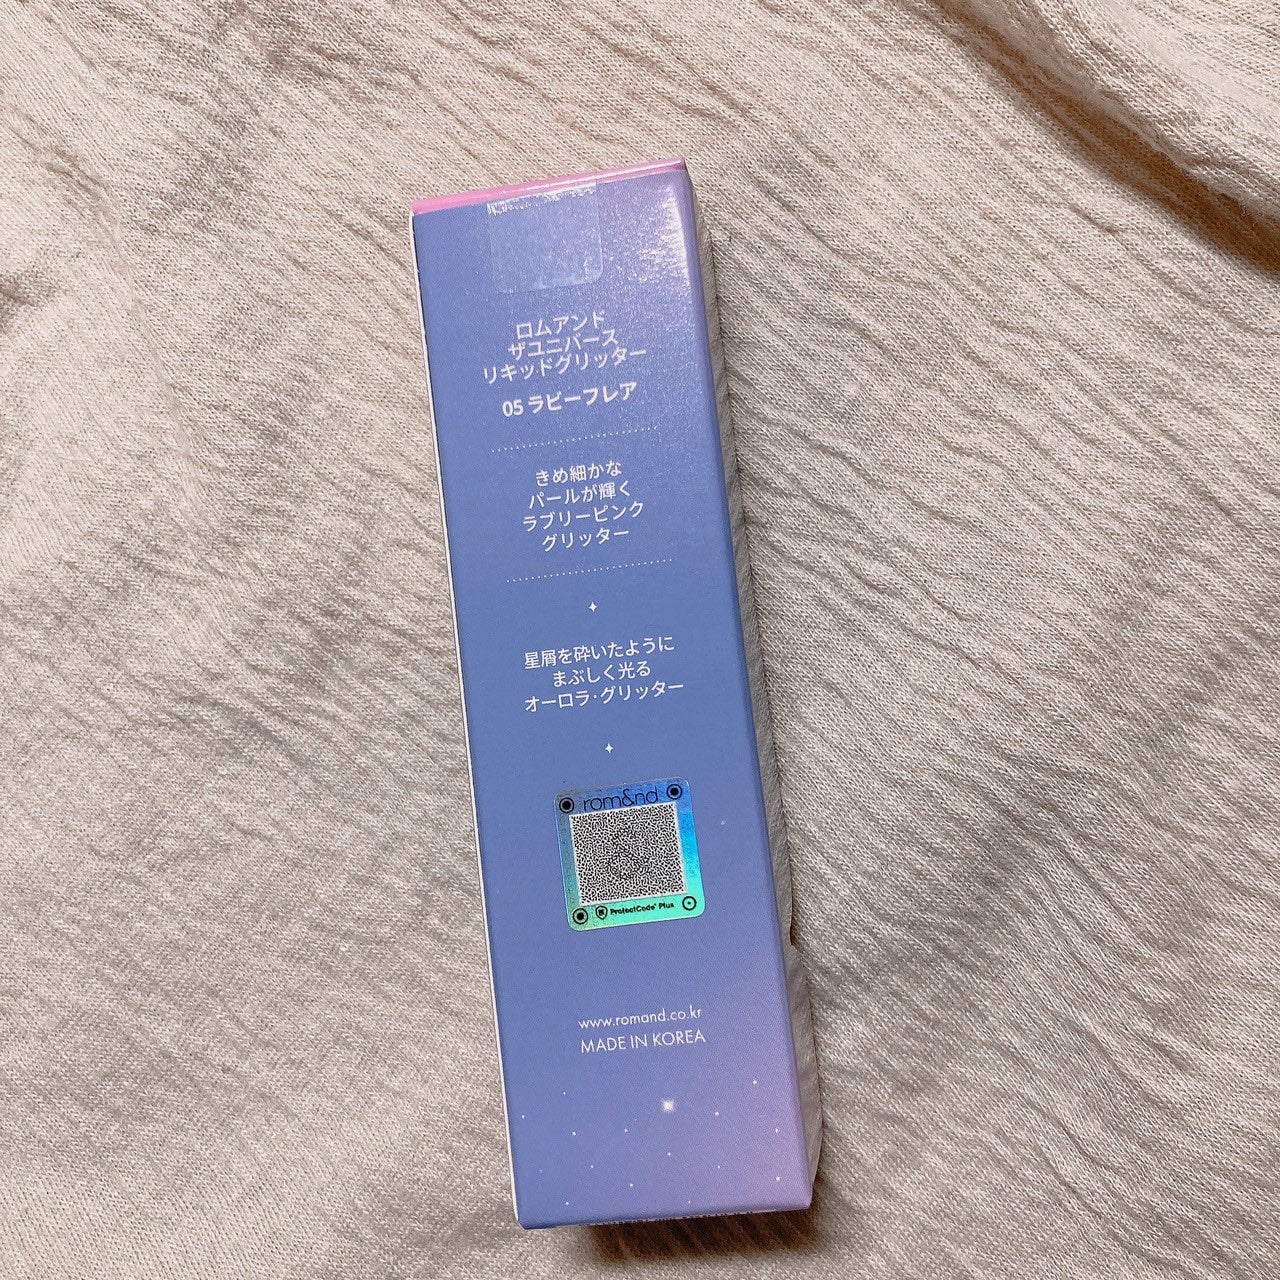 ロムアンド
ザユニバース
リキッドグリッター
05 ラビーフレア
きめ細かな
パールが輝く
ラブリーピンク
グリッター
星屑を砕いたように
まぶしく光る
オーロラ・グリッター
rom&nd
ProtectCode® Plus
www.romand.co.kr
MADE IN KOREA